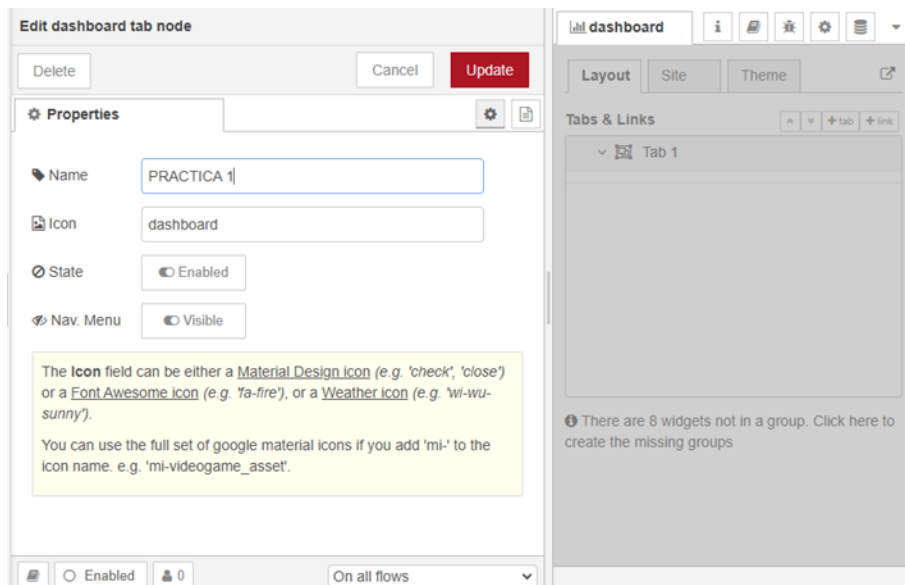 Edit dashboard tab node
Delete
Cancel
Update
Properties
Name
PRACTICA 1
Icon
dashboard
State
Enabled
Nav. Menu
Visible
The Icon field can be either a Material Design icon (e.g. 'check', 'close')
or a Font Awesome icon (e.g. 'fa-fire'), or a Weather icon (e.g. 'wi-wu-
sunny').
You can use the full set of google material icons if you add 'mi-' to the
icon name. e.g. 'mi-videogame_asset'.
Enabled
0
On all flows
dashboard
i
Layout
Site
Theme
Tabs & Links
+tab
+link
Tab 1
There are 8 widgets not in a group. Click here to
create the missing groups